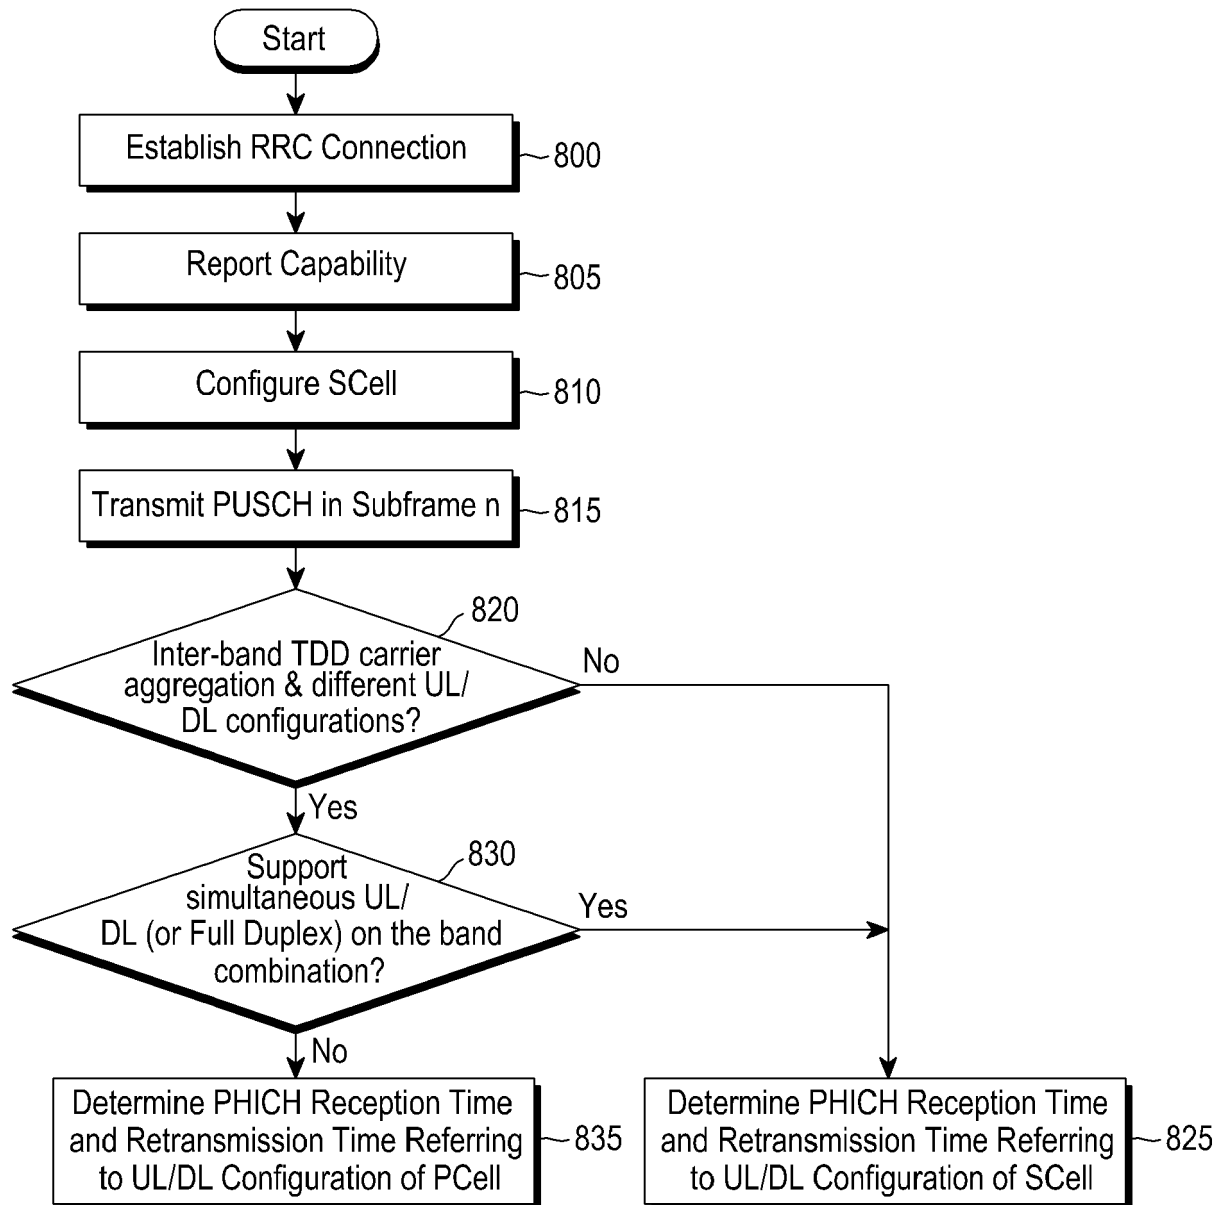 Start
Establish RRC Connection
800
Report Capability
805
Configure SCell
810
Transmit PUSCH in Subframe n
815
820
Inter-band TDD carrier
aggregation & different UL/
DL configurations?
No
Yes
830
Support
simultaneous UL/
DL (or Full Duplex) on the band
combination?
Yes
No
Determine PHICH Reception Time
and Retransmission Time Referring
to UL/DL Configuration of PCell
835
Determine PHICH Reception Time
and Retransmission Time Referring
to UL/DL Configuration of SCell
825